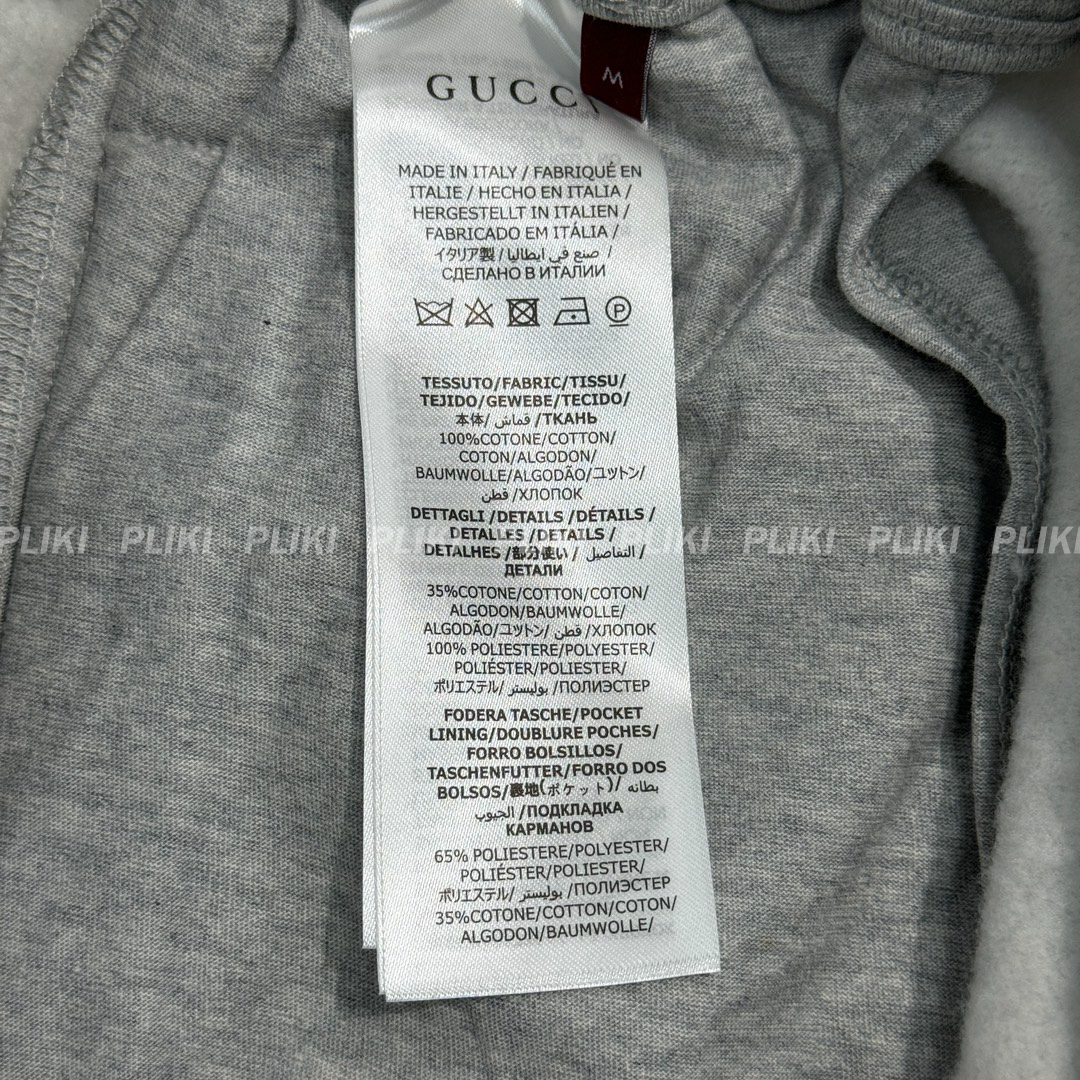 GUCCI
M
MADE IN ITALY / FABRIQUÉ EN
ITALIE / HECHO EN ITALIA /
HERGESTELLT IN ITALIEN /
FABRICADO EM ITÁLIA /
イタリア製 / صنع في ايطاليا /
СДЕЛАНО В ИТАЛИИ
P
TESSUTO/FABRIC/TISSU/
TEJIDO/GEWEBE/TECIDO/
本体/ قماش /ТКАНЬ
100%COTONE/COTTON/
COTON/ALGODON/
BAUMWOLLE/ALGODÃO/ユットン/
قطن /ХЛОПОК
DETTAGLI /DETAILS /DÉTAILS /
DETALLES /DETAILS /
DETALHES /部分使い / التفاصيل /
ДЕТАЛИ
35%COTONE/COTTON/COTON/
ALGODON/BAUMWOLLE/
ALGODÃO/ユットン/ قطن /ХЛОПОК
100% POLIESTERE/POLYESTER/
POLIÉSTER/POLIESTER/
ポリエステル/ بوليستر /ПОЛИЭСТЕР
FODERA TASCHE/POCKET
LINING/DOUBLURE POCHES/
FORRO BOLSILLOS/
TASCHENFUTTER/FORRO DOS
BOLSOS/裏地(ポケット)/ بطانه
الجيوب /ПОДКЛАДКА
КАРМАНОВ
65% POLIESTERE/POLYESTER/
POLIÉSTER/POLIESTER/
ポリエステル/ بوليستر /ПОЛИЭСТЕР
35%COTONE/COTTON/COTON/
ALGODON/BAUMWOLLE/
PLIKI PLIKI PLIKI PLIKI PLIKI PLIKI PLIKI PLIKI PLIKI